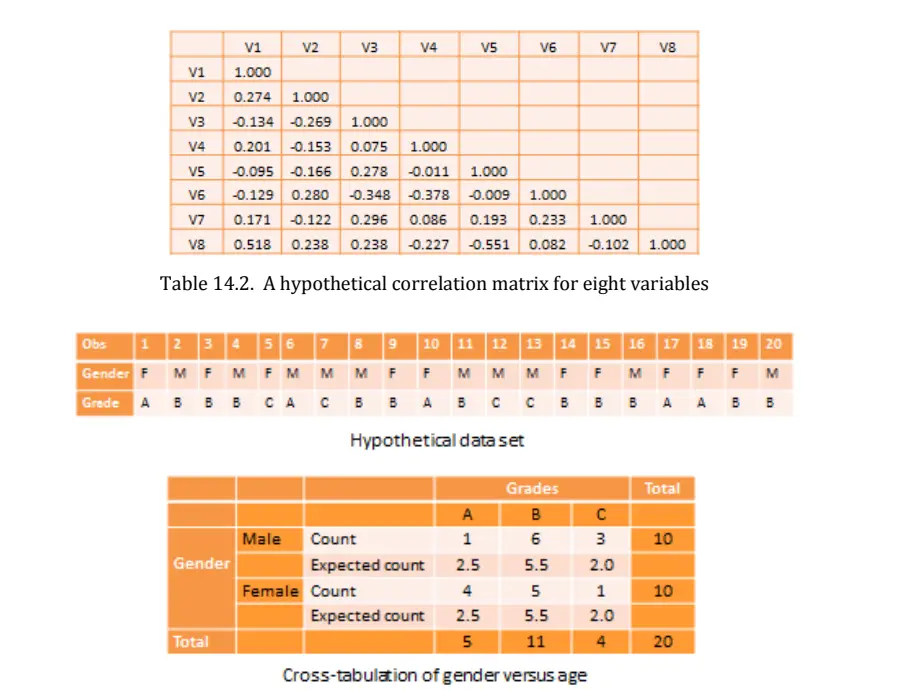 V1 V2 V3 V4 V5 V6 V7 V8
V1 1.000
V2 0.274 1.000
V3 -0.134 -0.269 1.000
V4 0.201 -0.153 0.075 1.000
V5 -0.095 -0.166 0.278 -0.011 1.000
V6 -0.129 0.280 -0.348 -0.378 -0.009 1.000
V7 0.171 -0.122 0.296 0.086 0.193 0.233 1.000
V8 0.518 0.238 0.238 -0.227 -0.551 0.082 -0.102 1.000
Table 14.2. A hypothetical correlation matrix for eight variables
Obs 1 2 3 4 5 6 7 8 9 10 11 12 13 14 15 16 17 18 19 20
Gender F M F M F M M M F F M M M F F M F F F M
Grade A B B B C A C B B A B C C B B B A A B B
Hypothetical data set
Grades Total
A B C
Male Count 1 6 3 10
Gender Expected count 2.5 5.5 2.0
Female Count 4 5 1 10
Expected count 2.5 5.5 2.0
Total 5 11 4 20
Cross-tabulation of gender versus age